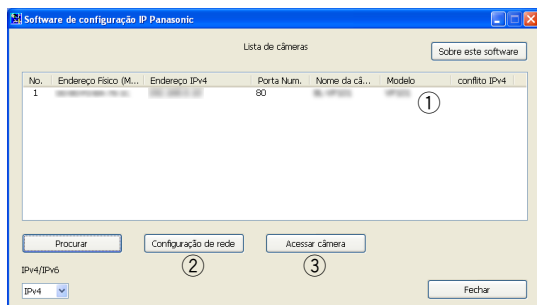 Software de configuração IP Panasonic
Lista de câmeras
Sobre este software
No. Endereço Físico (M... Endereço IPv4 Porta Num. Nome da câ... Modelo conflito IPv4
1 80
①
Procurar Configuração de rede Acessar câmera
② ③
IPv4/IPv6
IPv4 Fechar